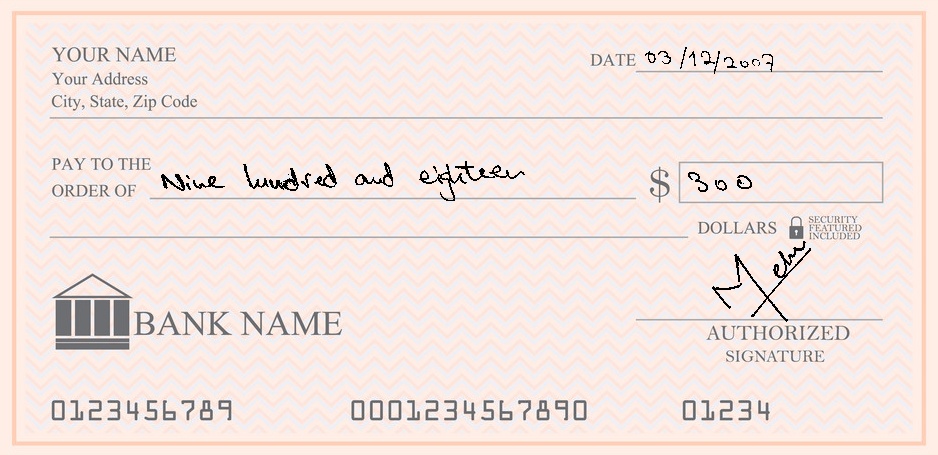 YOUR NAME
DATE 03/12/2007
Your Address
City, State, Zip Code
PAY TO THE
ORDER OF Nine hundred and eighteen $ 300
DOLLARS SECURITY
FEATURED
INCLUDED
BANK NAME
AUTHORIZED
SIGNATURE
0123456789 0001234567890 01234